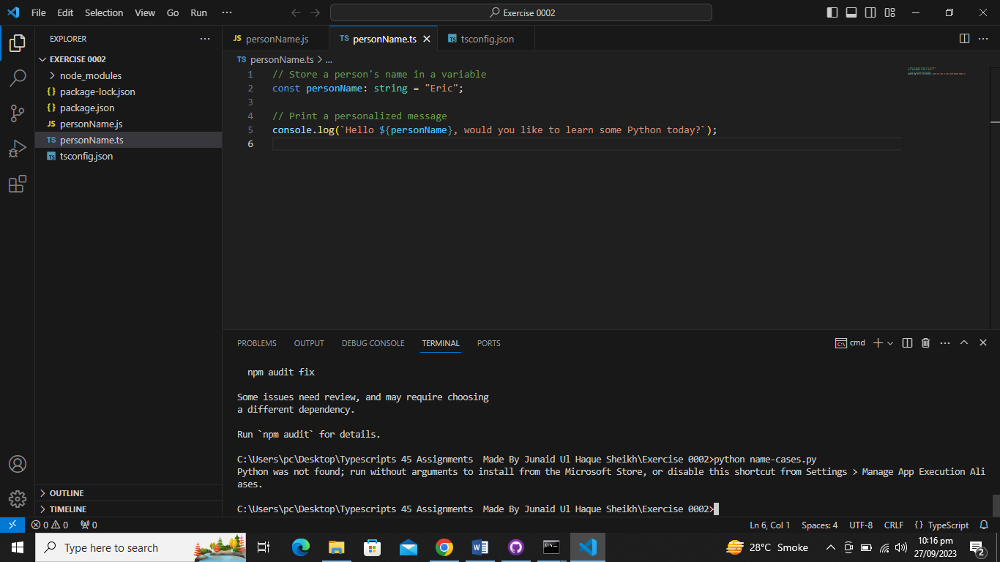 File Edit Selection View Go Run ··· Exercise 0002
EXPLORER ···
EXERCISE 0002
node_modules
{} package-lock.json
{} package.json
JS personName.js
TS personName.ts
TS tsconfig.json
OUTLINE
TIMELINE
JS personName.js TS personName.ts TS tsconfig.json ···
TS personName.ts > ...
1 // Store a person's name in a variable
2 const personName: string = "Eric";
3
4 // Print a personalized message
5 console.log(`Hello ${personName}, would you like to learn some Python today?`);
6
PROBLEMS OUTPUT DEBUG CONSOLE TERMINAL PORTS cmd ···
npm audit fix
Some issues need review, and may require choosing
a different dependency.
Run `npm audit` for details.
C:\Users\pc\Desktop\Typescripts 45 Assignments  Made By Junaid Ul Haque Sheikh\Exercise 0002>python name-cases.py
Python was not found; run without arguments to install from the Microsoft Store, or disable this shortcut from Settings > Manage App Execution Ali
ases.
C:\Users\pc\Desktop\Typescripts 45 Assignments  Made By Junaid Ul Haque Sheikh\Exercise 0002>
0 0 0 Ln 6, Col 1 Spaces: 4 UTF-8 CRLF {} TypeScript
Type here to search 28°C Smoke 10:16 pm
27/09/2023 2